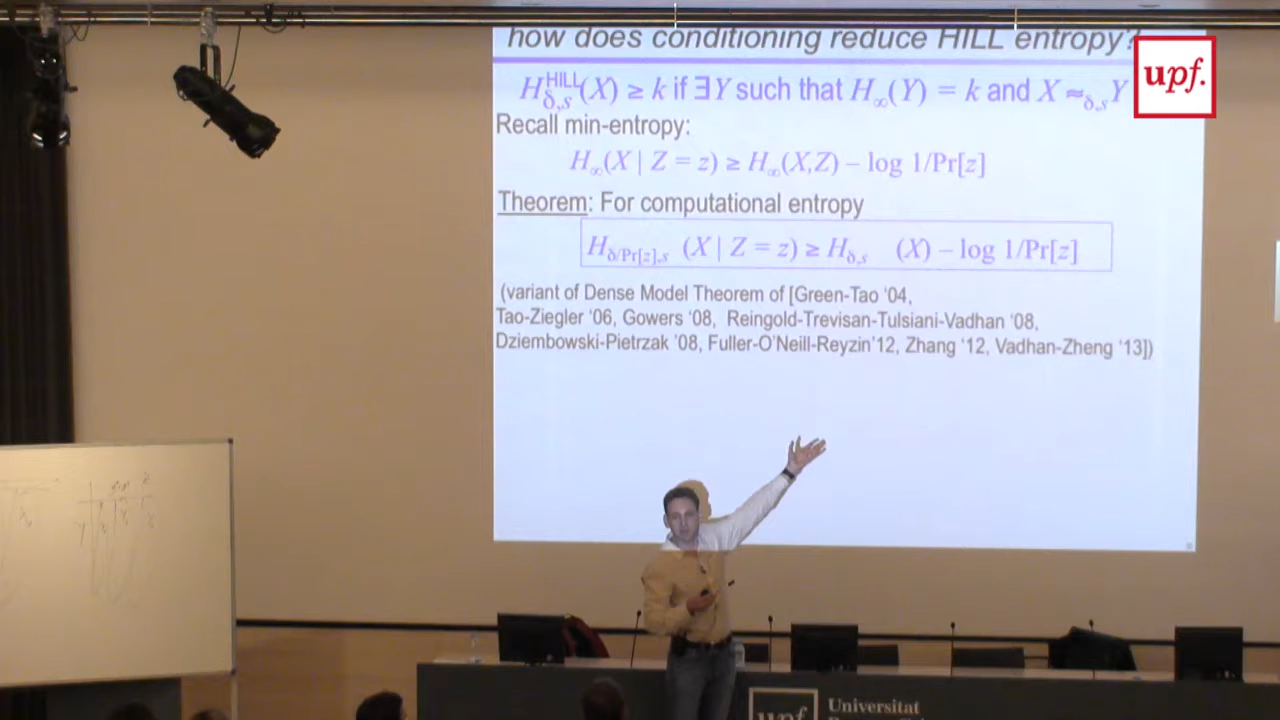 how does conditioning reduce HILL entropy?
upf.
H^HILL_δ,s(X) ≥ k if ∃Y such that H∞(Y) = k and X ≈δ,s Y
Recall min-entropy:
H∞(X | Z = z) ≥ H∞(X,Z) – log 1/Pr[z]
Theorem: For computational entropy
Hδ/Pr[z],s (X | Z = z) ≥ Hδ,s (X) – log 1/Pr[z]
(variant of Dense Model Theorem of [Green-Tao ‘04,
Tao-Ziegler ‘06, Gowers ‘08, Reingold-Trevisan-Tulsiani-Vadhan ‘08,
Dziembowski-Pietrzak ’08, Fuller-O’Neill-Reyzin’12, Zhang ‘12, Vadhan-Zheng ‘13])
upf.
Universitat